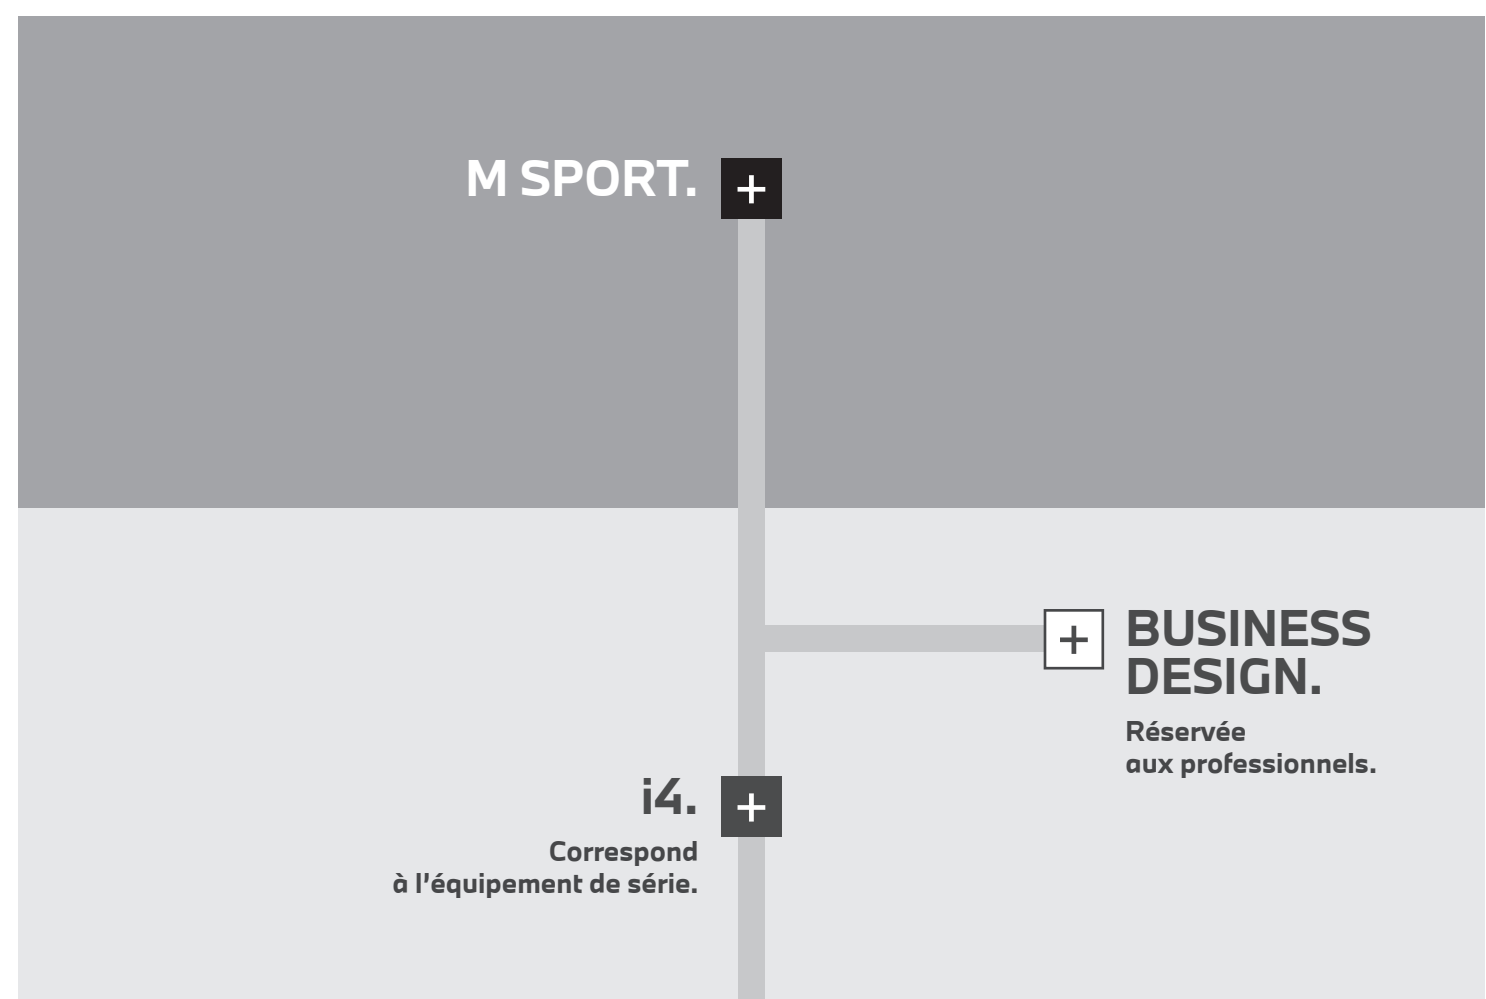 M SPORT.
BUSINESS
DESIGN.
Réservée
aux professionnels.
i4.
Correspond
à l'équipement de série.